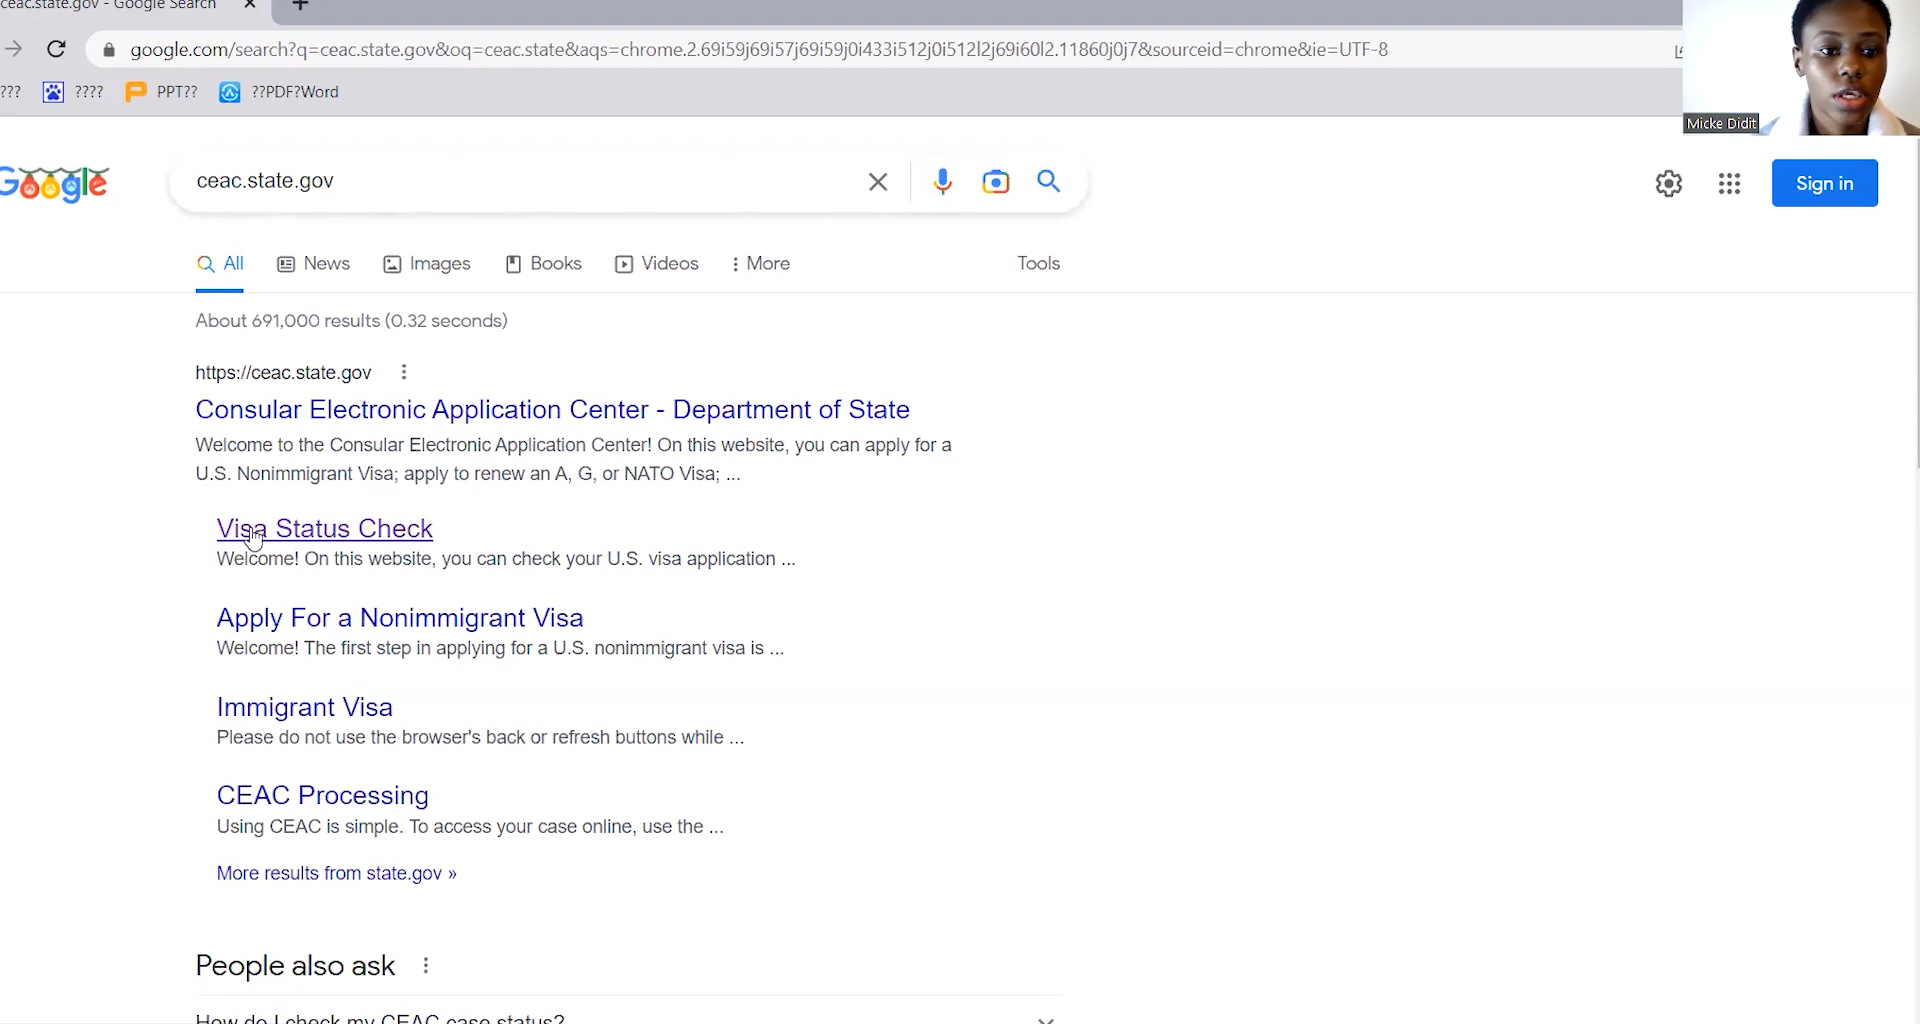 ceac.state.gov - Google Search
google.com/search?q=ceac.state.gov&oq=ceac.state&aqs=chrome.2.69i59j69i57j69i59j0i433i512j0i512l2j69i60l2.11860j0j7&sourceid=chrome&ie=UTF-8
??? ???? PPT?? ??PDF?Word
Micke Didit
Google
ceac.state.gov
Sign in
All News Images Books Videos More Tools
About 691,000 results (0.32 seconds)
https://ceac.state.gov
Consular Electronic Application Center - Department of State
Welcome to the Consular Electronic Application Center! On this website, you can apply for a
U.S. Nonimmigrant Visa; apply to renew an A, G, or NATO Visa; ...
Visa Status Check
Welcome! On this website, you can check your U.S. visa application ...
Apply For a Nonimmigrant Visa
Welcome! The first step in applying for a U.S. nonimmigrant visa is ...
Immigrant Visa
Please do not use the browser's back or refresh buttons while ...
CEAC Processing
Using CEAC is simple. To access your case online, use the ...
More results from state.gov »
People also ask
How do I check my CEAC case status?